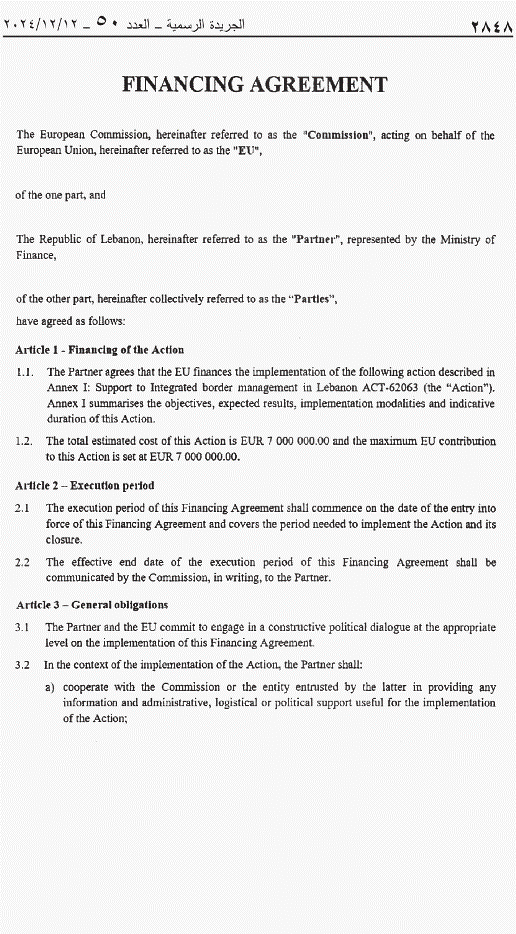 ٢٨٤٨ الجريدة الرسمية ــ العدد ٥٠ ــ ٢٠٢٤/١٢/١٢
FINANCING AGREEMENT
The European Commission, hereinafter referred to as the "Commission", acting on behalf of the
European Union, hereinafter referred to as the "EU",
of the one part, and
The Republic of Lebanon, hereinafter referred to as the "Partner", represented by the Ministry of
Finance,
of the other part, hereinafter collectively referred to as the “Parties”,
have agreed as follows:
Article 1 - Financing of the Action
1.1. The Partner agrees that the EU finances the implementation of the following action described in
Annex I: Support to Integrated border management in Lebanon ACT-62063 (the “Action”).
Annex I summarises the objectives, expected results, implementation modalities and indicative
duration of this Action.
1.2. The total estimated cost of this Action is EUR 7 000 000.00 and the maximum EU contribution
to this Action is set at EUR 7 000 000.00.
Article 2 – Execution period
2.1 The execution period of this Financing Agreement shall commence on the date of the entry into
force of this Financing Agreement and covers the period needed to implement the Action and its
closure.
2.2 The effective end date of the execution period of this Financing Agreement shall be
communicated by the Commission, in writing, to the Partner.
Article 3 – General obligations
3.1 The Partner and the EU commit to engage in a constructive political dialogue at the appropriate
level on the implementation of this Financing Agreement.
3.2 In the context of the implementation of the Action, the Partner shall:
a) cooperate with the Commission or the entity entrusted by the latter in providing any
information and administrative, logistical or political support useful for the implementation
of the Action;